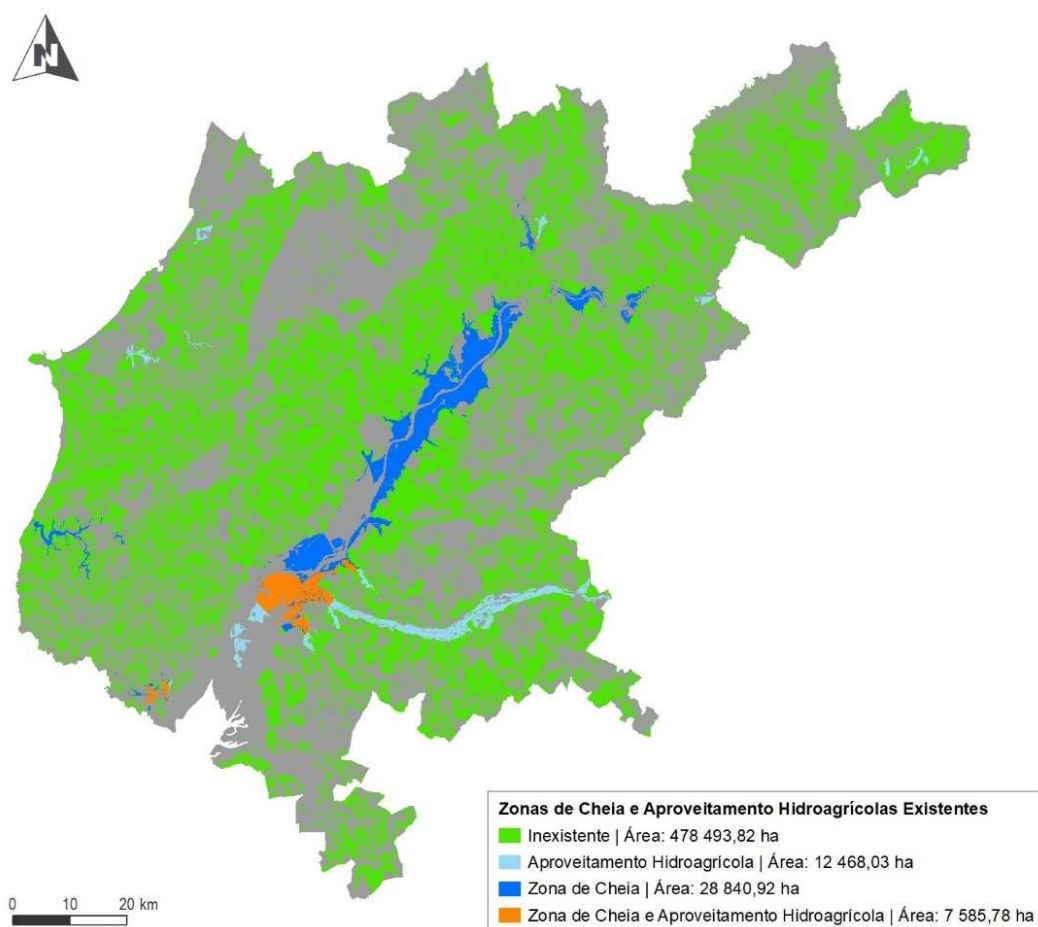 N
Zonas de Cheia e Aproveitamento Hidroagrícolas Existentes
Inexistente | Área: 478 493,82 ha
Aproveitamento Hidroagrícola | Área: 12 468,03 ha
Zona de Cheia | Área: 28 840,92 ha
Zona de Cheia e Aproveitamento Hidroagrícola | Área: 7 585,78 ha
0 10 20 km